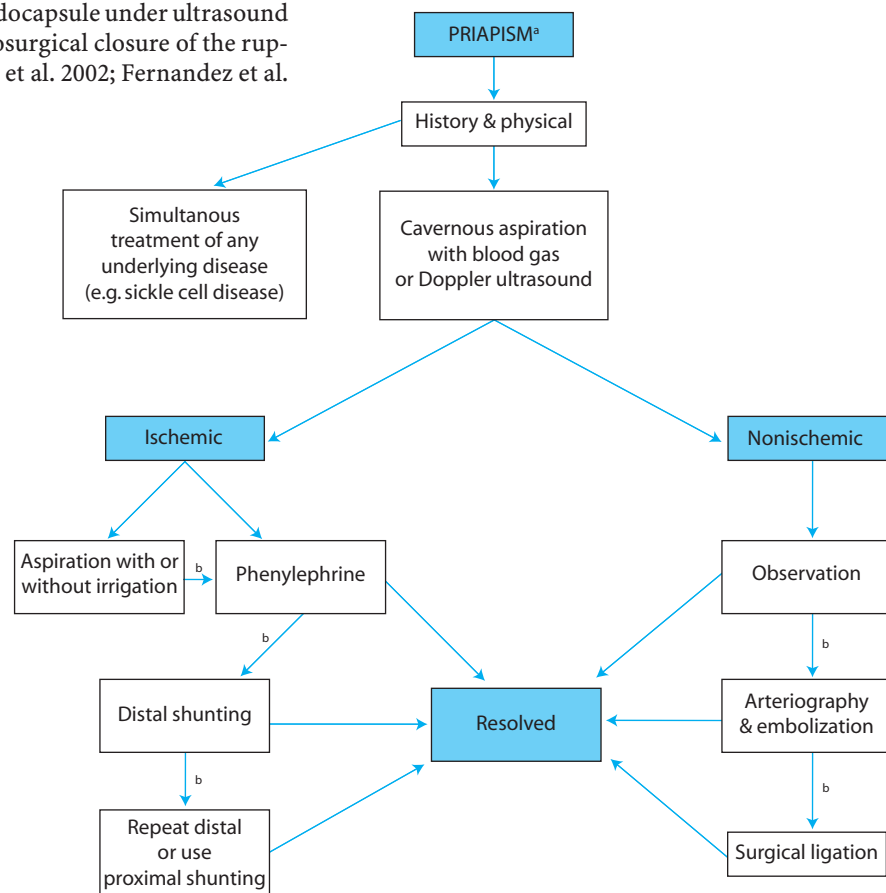 docapsule under ultrasound
osurgical closure of the rup-
et al. 2002; Fernandez et al.
PRIAPISMᵃ
History & physical
Simultanous
treatment of any
underlying disease
(e.g. sickle cell disease)
Cavernous aspiration
with blood gas
or Doppler ultrasound
Ischemic
Nonischemic
Aspiration with or
without irrigation
b
Phenylephrine
Observation
b
b
Distal shunting
Resolved
Arteriography
& embolization
b
b
Repeat distal
or use
proximal shunting
Surgical ligation